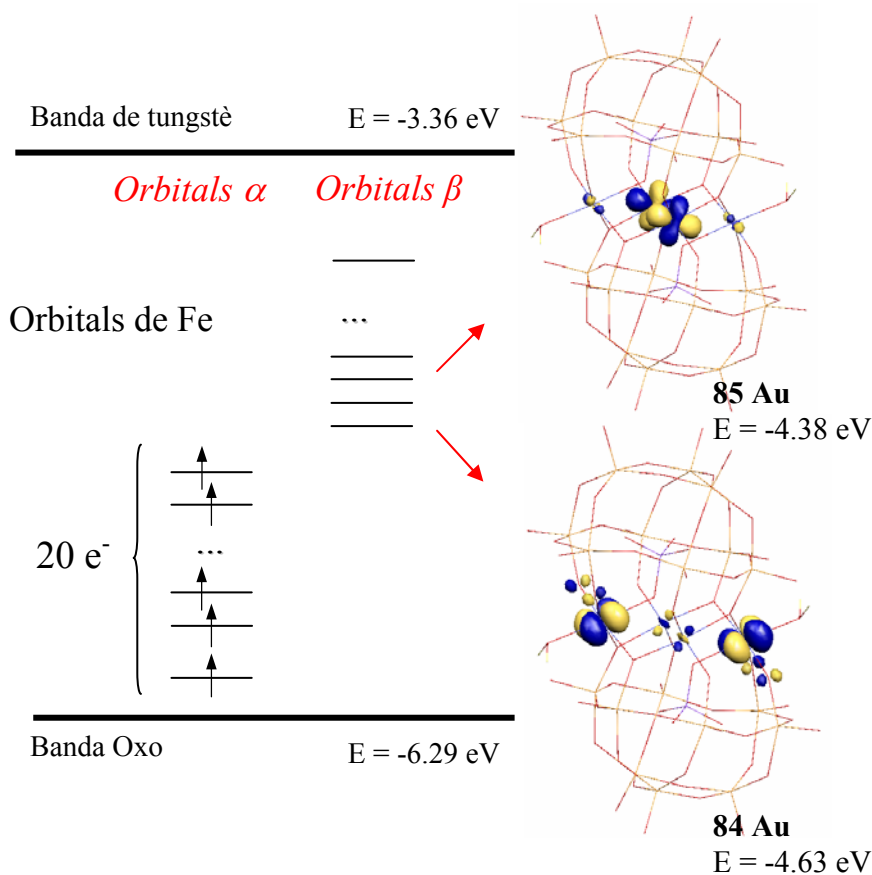 Banda de tungstè E = -3.36 eV
Orbitals α Orbitals β
Orbitals de Fe
...
85 Au
E = -4.38 eV
20 e-
...
Banda Oxo E = -6.29 eV
84 Au
E = -4.63 eV